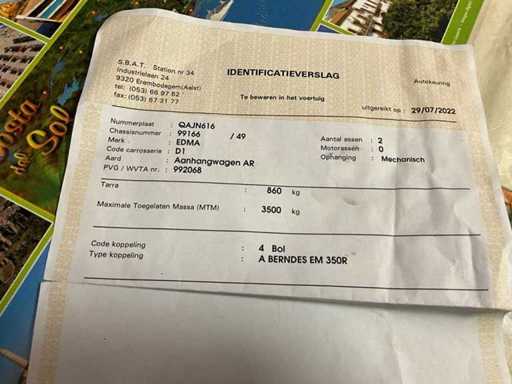 S.B.A.T. Station nr 34
Industrielaan 24
9320 Erembodegem(Aalst)
tel: (053) 66 97 62
fax: (053) 67 21 77
IDENTIFICATIEVERSLAG
Autokeuring
Te bewaren in het voertuig
uitgereikt op : 29/07/2022
Nummerplaat : QAJN616
Chassisnummer : 99166 / 49
Merk : EDMA
Code carrosserie : D1
Aard : Aanhangwagen AR
PVG / WVTA nr. : 992068
Aantal assen : 2
Motorassen : 0
Ophanging : Mechanisch
Tarra : 860 kg
Maximale Toegelaten Massa (MTM) : 3500 kg
Code koppeling : 4 Bol
Type koppeling : A BERNDES EM 350R
osta
del Sol